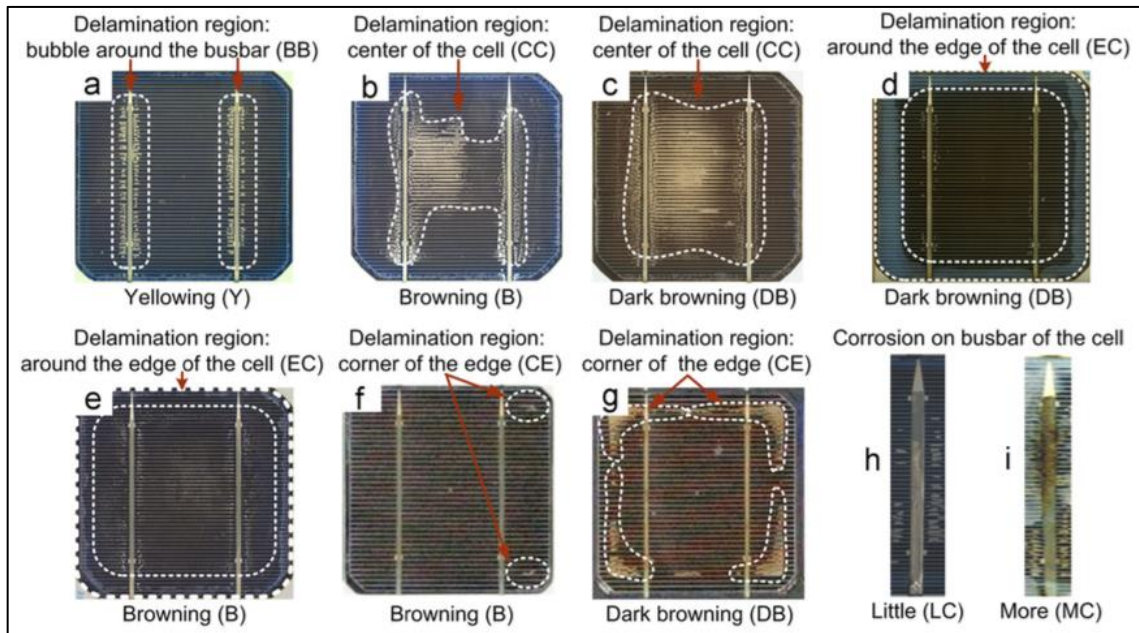 Delamination region:
bubble around the busbar (BB)
a
Yellowing (Y)
Delamination region:
center of the cell (CC)
b
Browning (B)
Delamination region:
center of the cell (CC)
c
Dark browning (DB)
Delamination region:
around the edge of the cell (EC)
d
Dark browning (DB)
Delamination region:
around the edge of the cell (EC)
e
Browning (B)
Delamination region:
corner of the edge (CE)
f
Browning (B)
Delamination region:
corner of the edge (CE)
g
Dark browning (DB)
Corrosion on busbar of the cell
h
Little (LC)
i
More (MC)